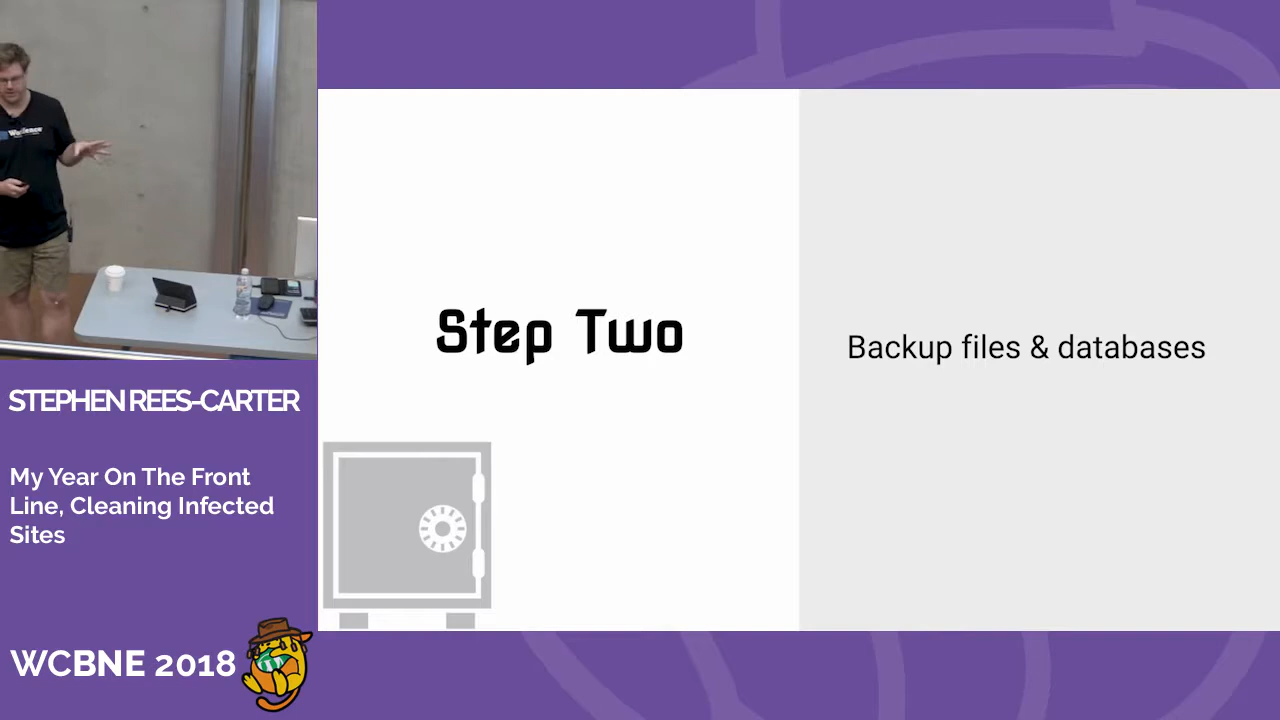 STEPHEN REES-CARTER
My Year On The Front
Line, Cleaning Infected
Sites
WCBNE 2018
Step Two
Backup files & databases